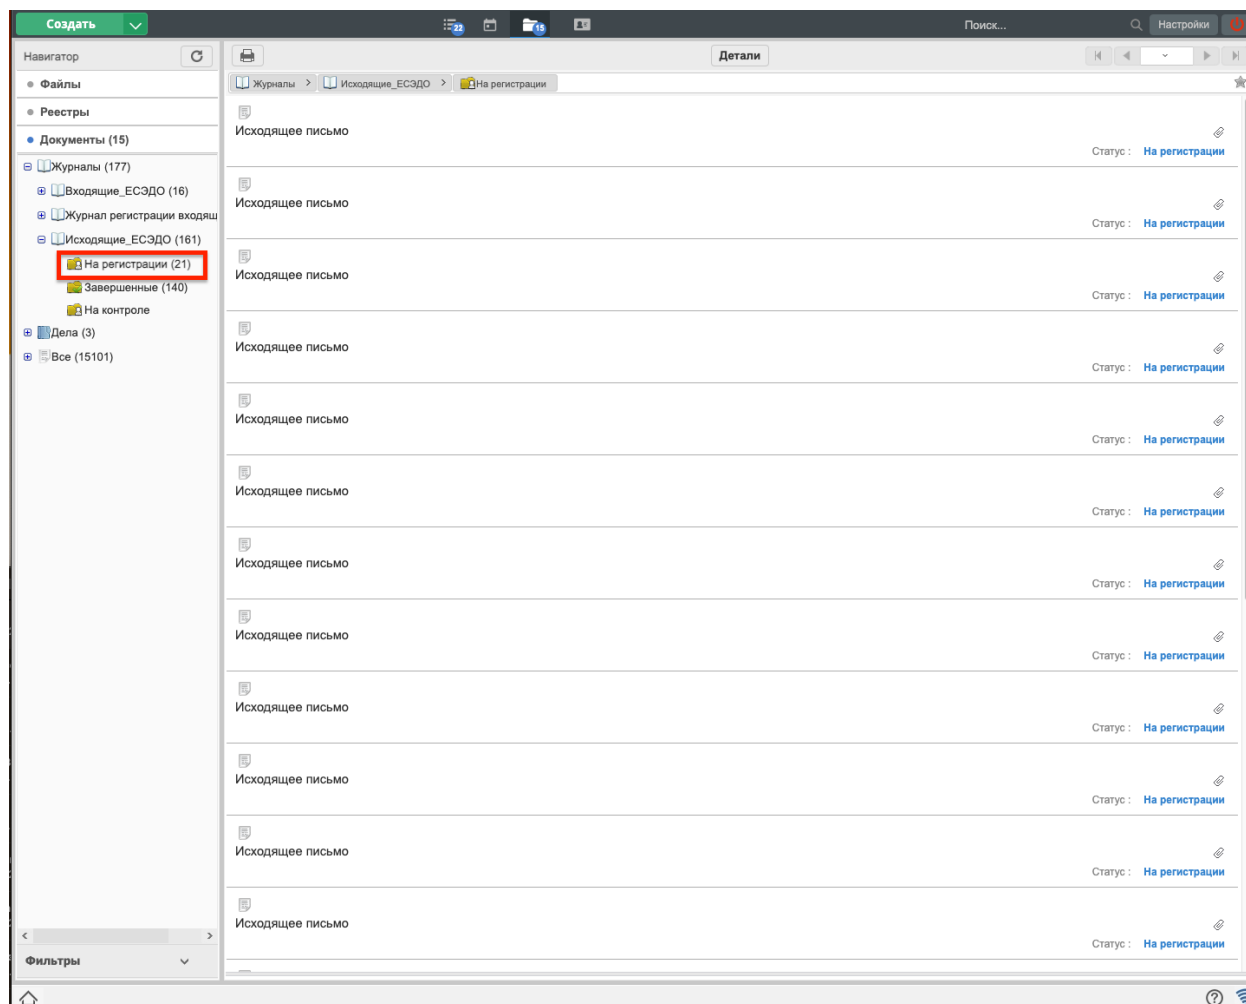 Создать
22
15
Поиск...
Настройки
Навигатор
Детали
Файлы
Реестры
Документы (15)
Журналы (177)
Входящие_ЕСЭДО (16)
Журнал регистрации входящ
Исходящие_ЕСЭДО (161)
На регистрации (21)
Завершенные (140)
На контроле
Дела (3)
Все (15101)
Фильтры
Журналы > Исходящие_ЕСЭДО > На регистрации
Исходящее письмо
Статус : На регистрации
Исходящее письмо
Статус : На регистрации
Исходящее письмо
Статус : На регистрации
Исходящее письмо
Статус : На регистрации
Исходящее письмо
Статус : На регистрации
Исходящее письмо
Статус : На регистрации
Исходящее письмо
Статус : На регистрации
Исходящее письмо
Статус : На регистрации
Исходящее письмо
Статус : На регистрации
Исходящее письмо
Статус : На регистрации
Исходящее письмо
Статус : На регистрации
Исходящее письмо
Статус : На регистрации